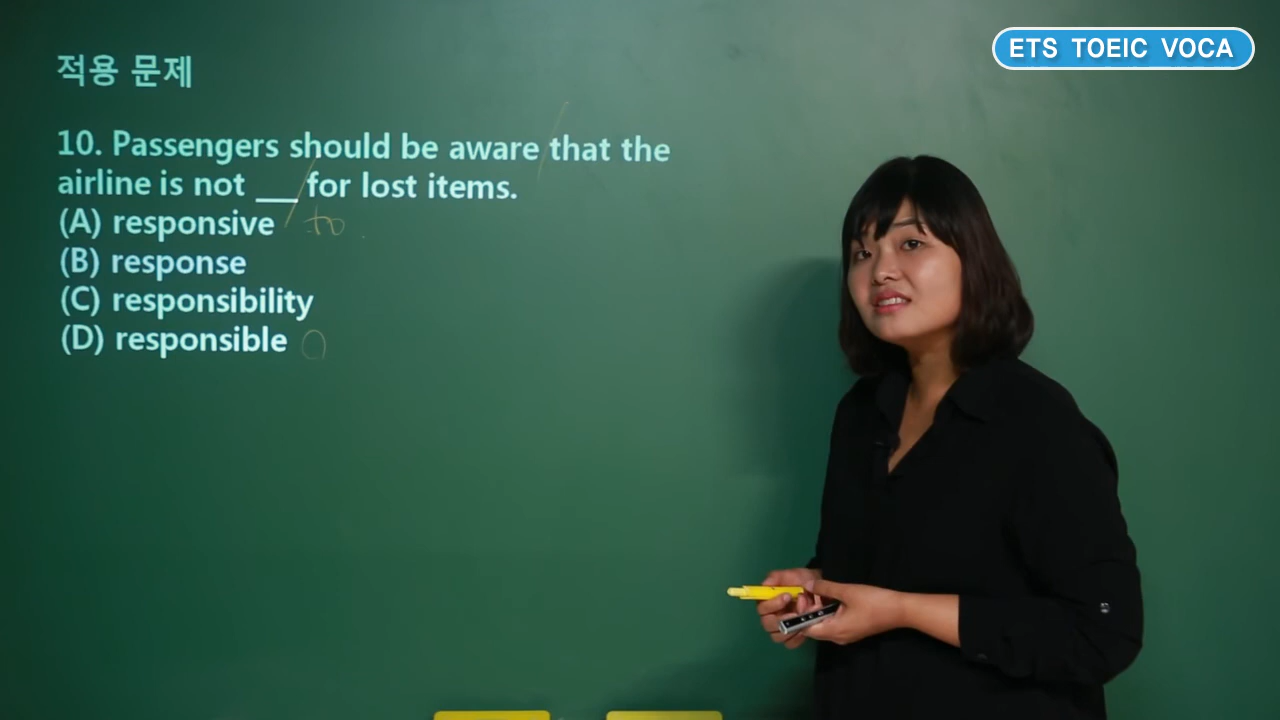 ETS TOEIC VOCA
적용 문제
10. Passengers should be aware that the
airline is not __ for lost items.
(A) responsive to
(B) response
(C) responsibility
(D) responsible